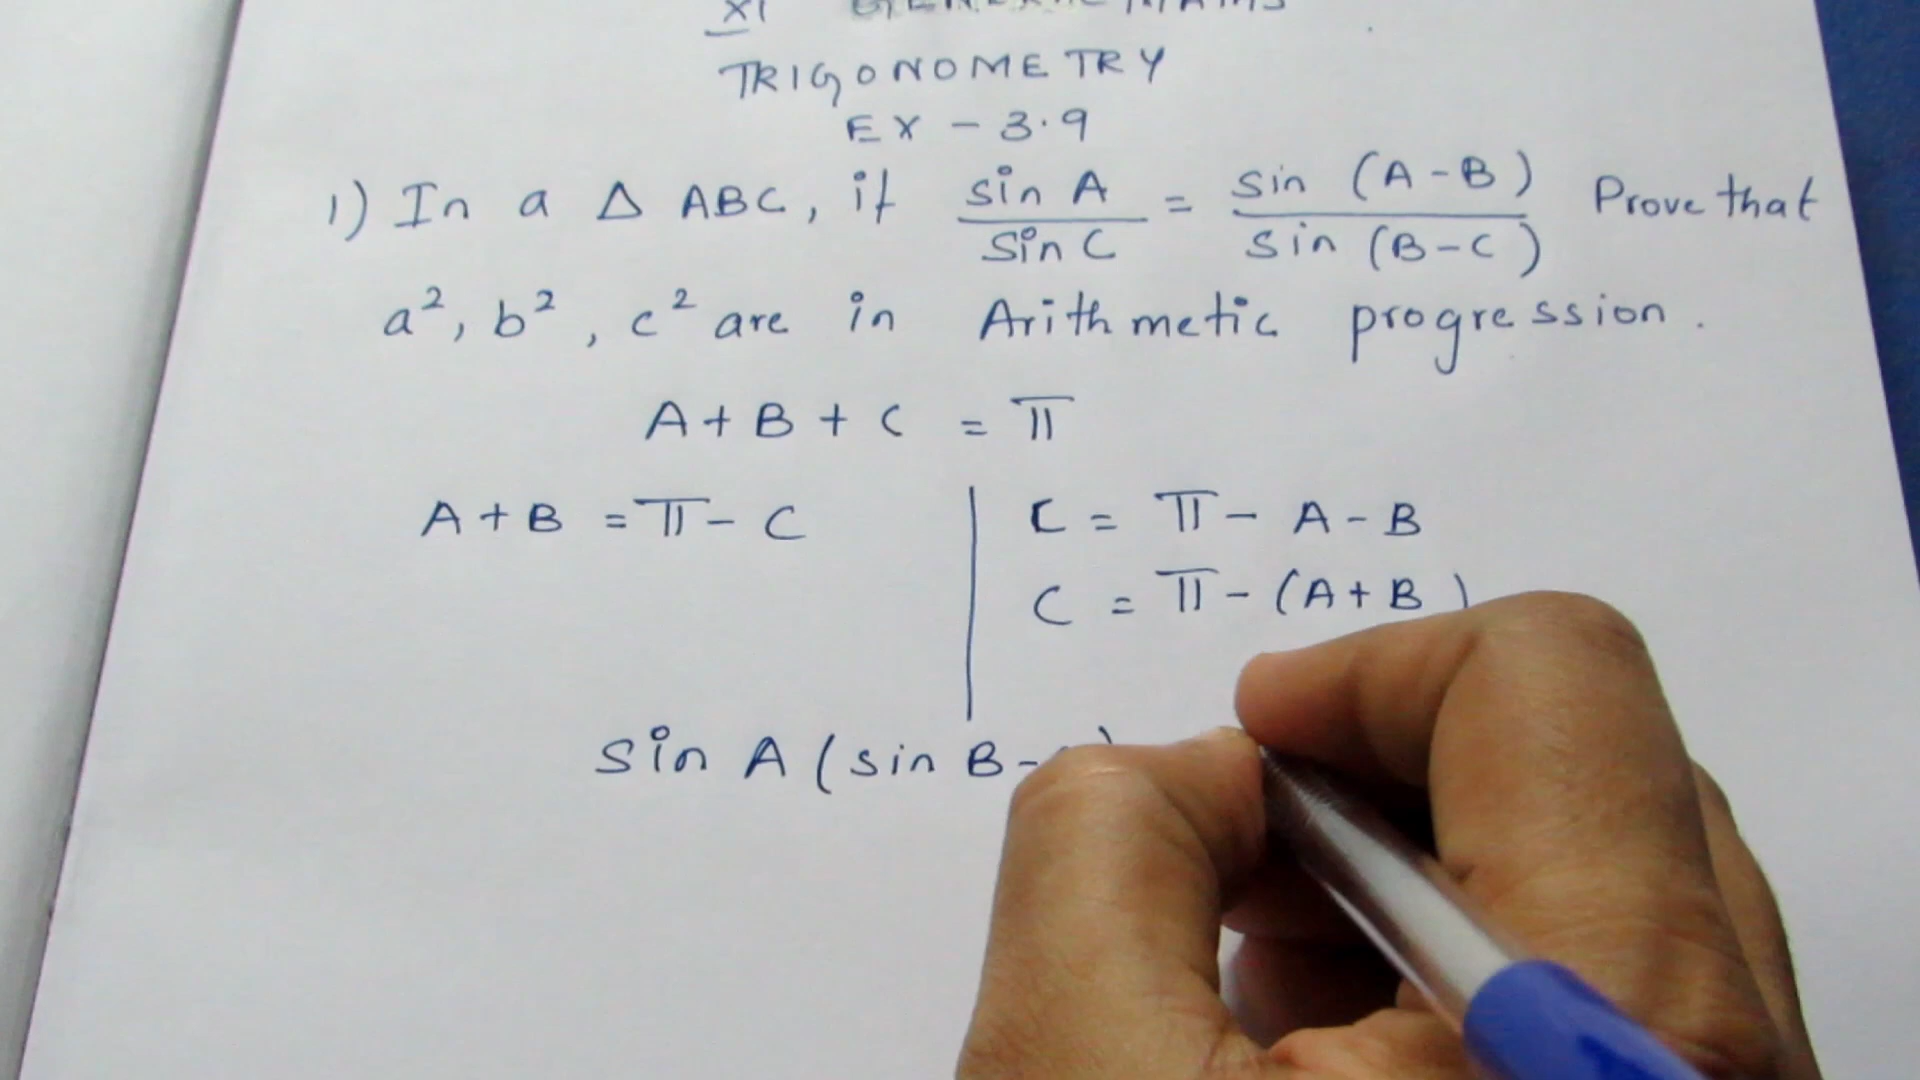 XI
TRIGONOMETRY
EX - 3.9
1) In a Δ ABC, if sin A / sin C = sin (A-B) / sin (B-C) Prove that
a², b², c² are in Arithmetic progression.
A + B + C = π
A + B = π - C
C = π - A - B
C = π - (A + B)
sin A (sin B-